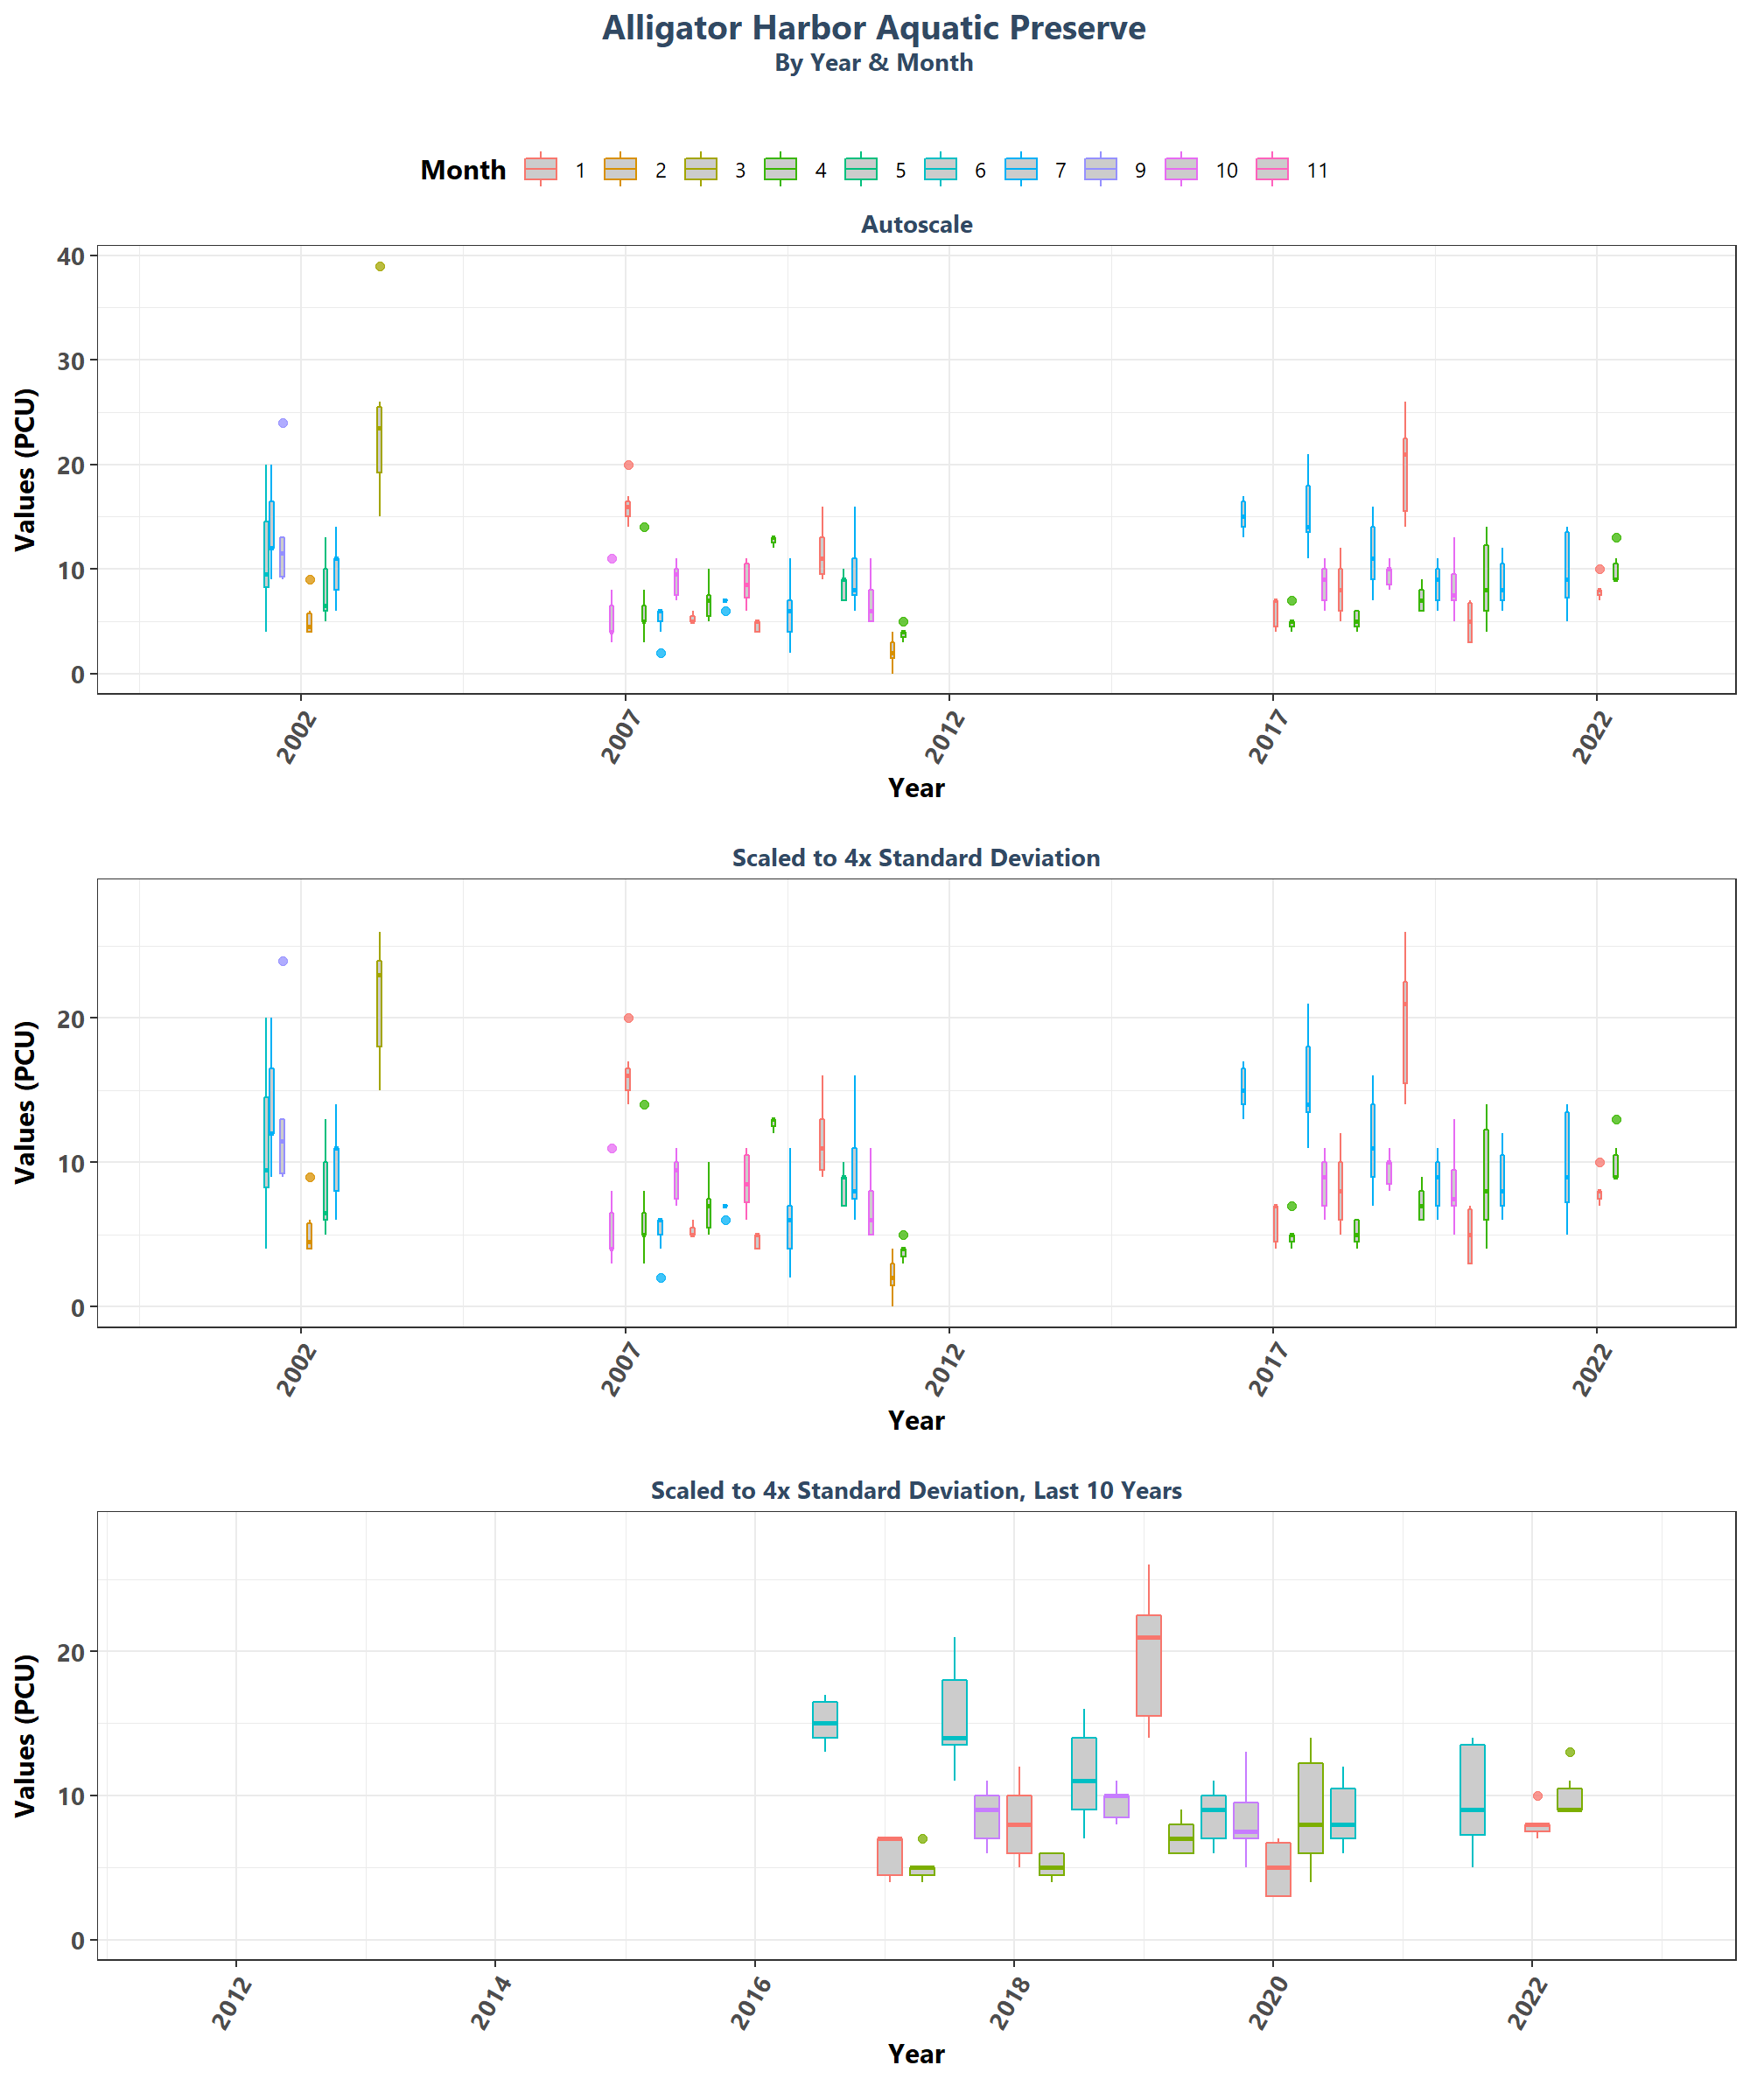 Alligator Harbor Aquatic Preserve
By Year & Month
Month 1 2 3 4 5 6 7 9 10 11
Autoscale
Values (PCU)
40
30
20
10
0
2002 2007 2012 2017 2022
Year
Scaled to 4x Standard Deviation
Values (PCU)
20
10
0
2002 2007 2012 2017 2022
Year
Scaled to 4x Standard Deviation, Last 10 Years
Values (PCU)
20
10
0
2012 2014 2016 2018 2020 2022
Year